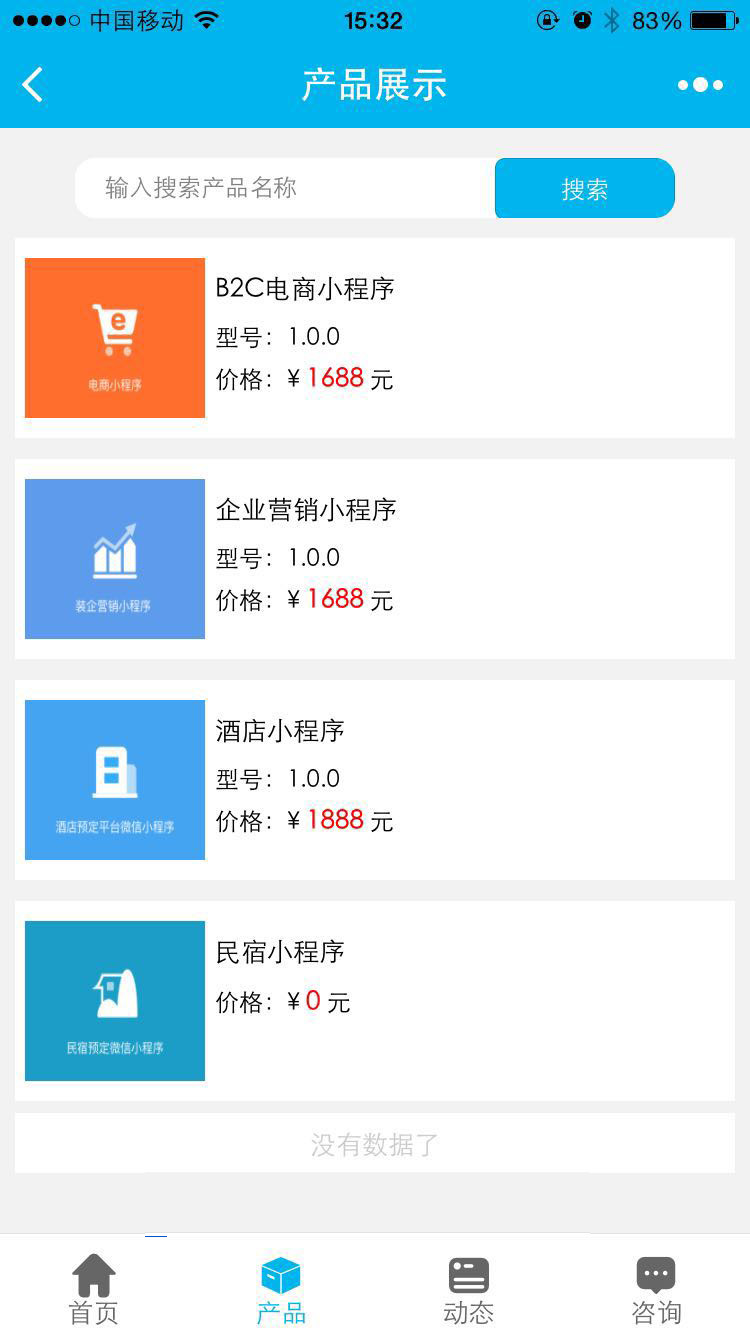 中国移动 15:32 83%
产品展示
输入搜索产品名称 搜索
电商小程序
B2C电商小程序
型号：1.0.0
价格：¥ 1688 元
装企营销小程序
企业营销小程序
型号：1.0.0
价格：¥ 1688 元
酒店预定平台微信小程序
酒店小程序
型号：1.0.0
价格：¥ 1888 元
民宿预定微信小程序
民宿小程序
价格：¥ 0 元
没有数据了
首页 产品 动态 咨询